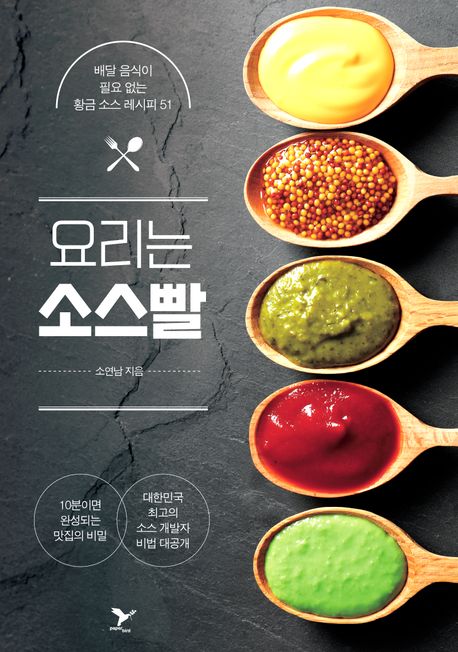 배달 음식이
필요 없는
황금 소스 레시피 51
요리는
소스빨
소연남 지음
10분이면
완성되는
맛집의 비밀
대한민국
최고의
소스 개발자
비법 대공개
paper
bird